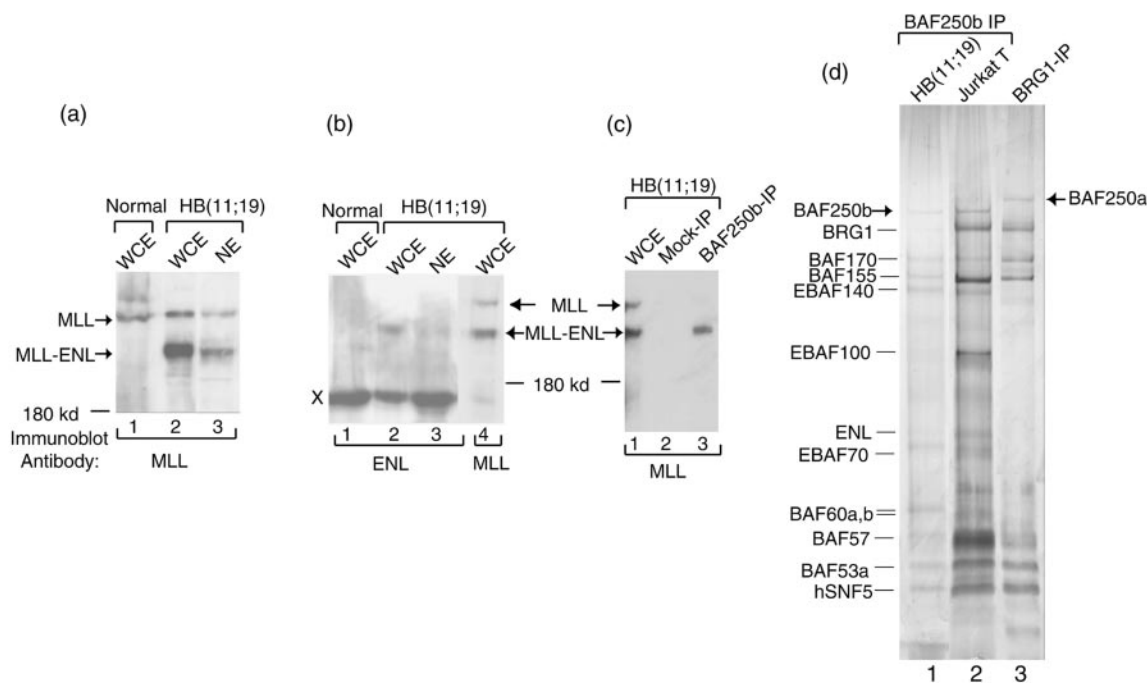 (a)
Normal HB(11;19)
WCE WCE NE
MLL
MLL-ENL
180 kd
1 2 3
Immunoblot
Antibody: MLL
(b)
Normal HB(11;19)
WCE WCE NE WCE
X
1 2 3 4
ENL MLL
MLL
MLL-ENL
180 kd
(c)
HB(11;19)
WCE Mock-IP BAF250b-IP
1 2 3
MLL
(d)
BAF250b IP
HB(11;19) Jurkat T BRG1-IP
BAF250a
BAF250b
BRG1
BAF170
BAF155
EBAF140
EBAF100
ENL
EBAF70
BAF60a,b
BAF57
BAF53a
hSNF5
1 2 3